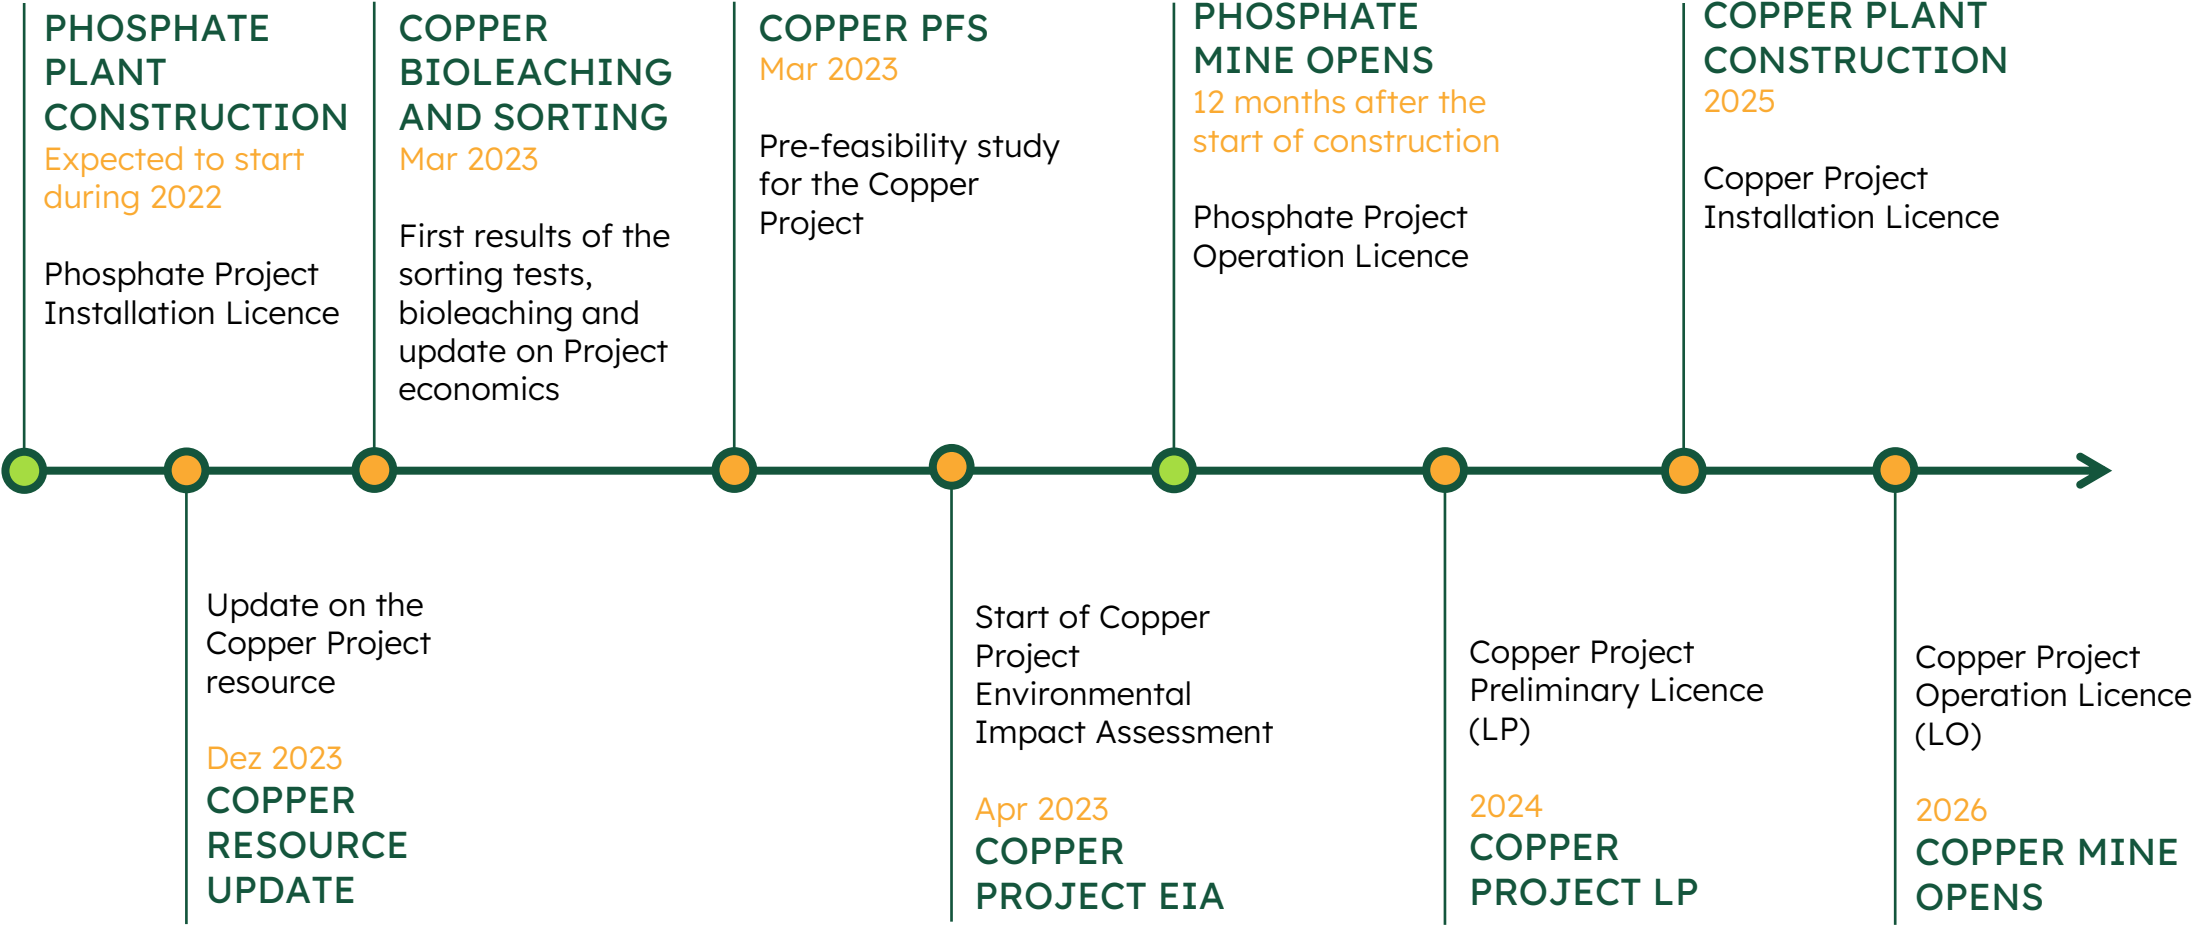 PHOSPHATE
PLANT
CONSTRUCTION
Expected to start
during 2022
Phosphate Project
Installation Licence
COPPER
BIOLEACHING
AND SORTING
Mar 2023
First results of the
sorting tests,
bioleaching and
update on Project
economics
COPPER PFS
Mar 2023
Pre-feasibility study
for the Copper
Project
PHOSPHATE
MINE OPENS
12 months after the
start of construction
Phosphate Project
Operation Licence
COPPER PLANT
CONSTRUCTION
2025
Copper Project
Installation Licence
Update on the
Copper Project
resource
Dez 2023
COPPER
RESOURCE
UPDATE
Start of Copper
Project
Environmental
Impact Assessment
Apr 2023
COPPER
PROJECT EIA
Copper Project
Preliminary Licence
(LP)
2024
COPPER
PROJECT LP
Copper Project
Operation Licence
(LO)
2026
COPPER MINE
OPENS